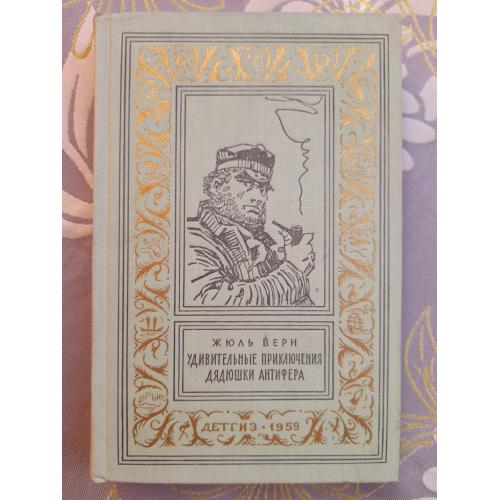 ЖЮЛЬ ВЕРН
УДИВИТЕЛЬНЫЕ ПРИКЛЮЧЕНИЯ
ДЯДЮШКИ АНТИФЕРА
ДЕТГИЗ · 1959